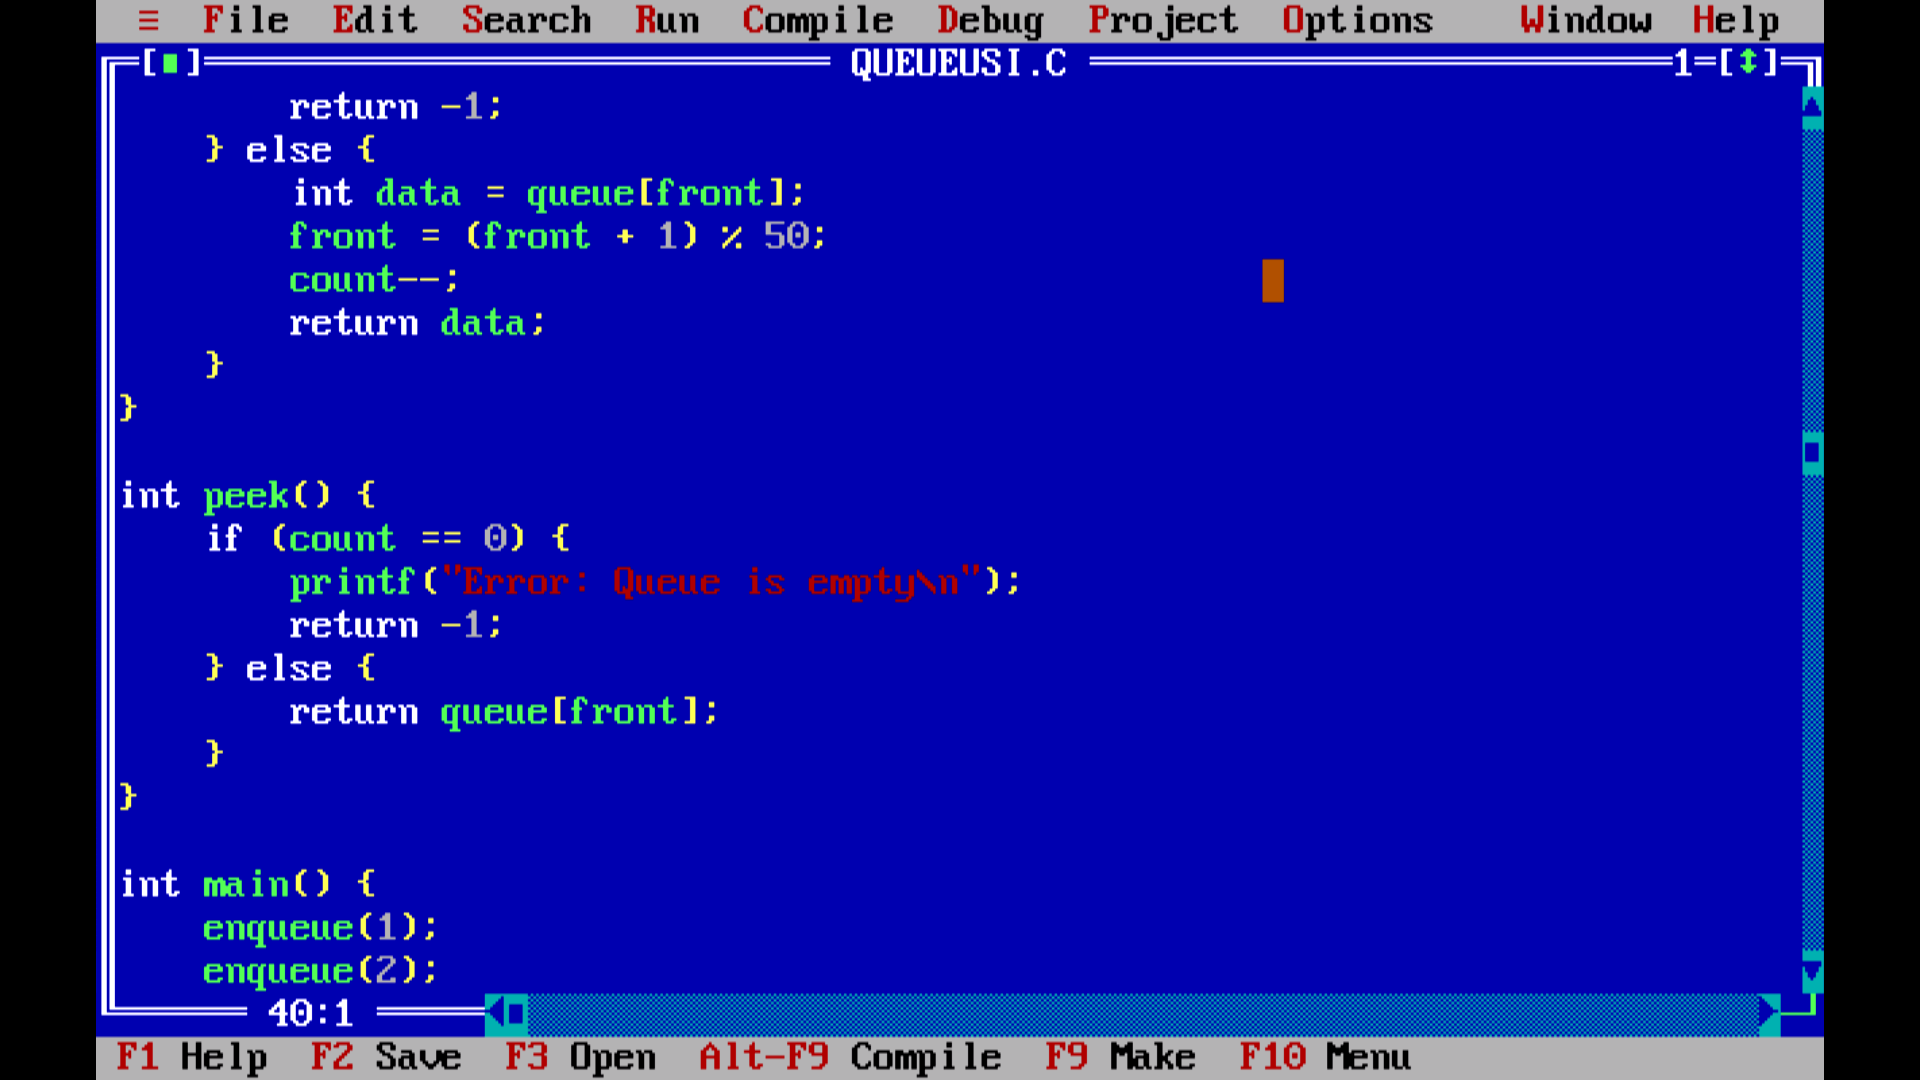 ≡ File Edit Search Run Compile Debug Project Options Window Help
[■] QUEUEUSI.C 1=[↕]
return -1;
} else {
int data = queue[front];
front = (front + 1) % 50;
count--;
return data;
}
}
int peek() {
if (count == 0) {
printf("Error: Queue is empty\n");
return -1;
} else {
return queue[front];
}
}
int main() {
enqueue(1);
enqueue(2);
40:1
F1 Help F2 Save F3 Open Alt-F9 Compile F9 Make F10 Menu